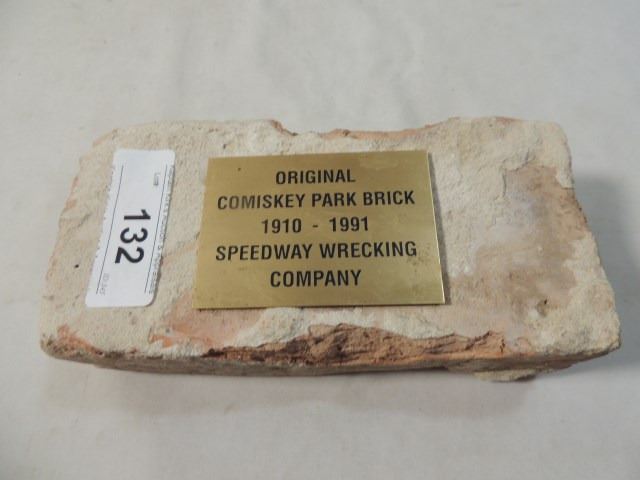 ORIGINAL
COMISKEY PARK BRICK
1910 - 1991
SPEEDWAY WRECKING
COMPANY
132